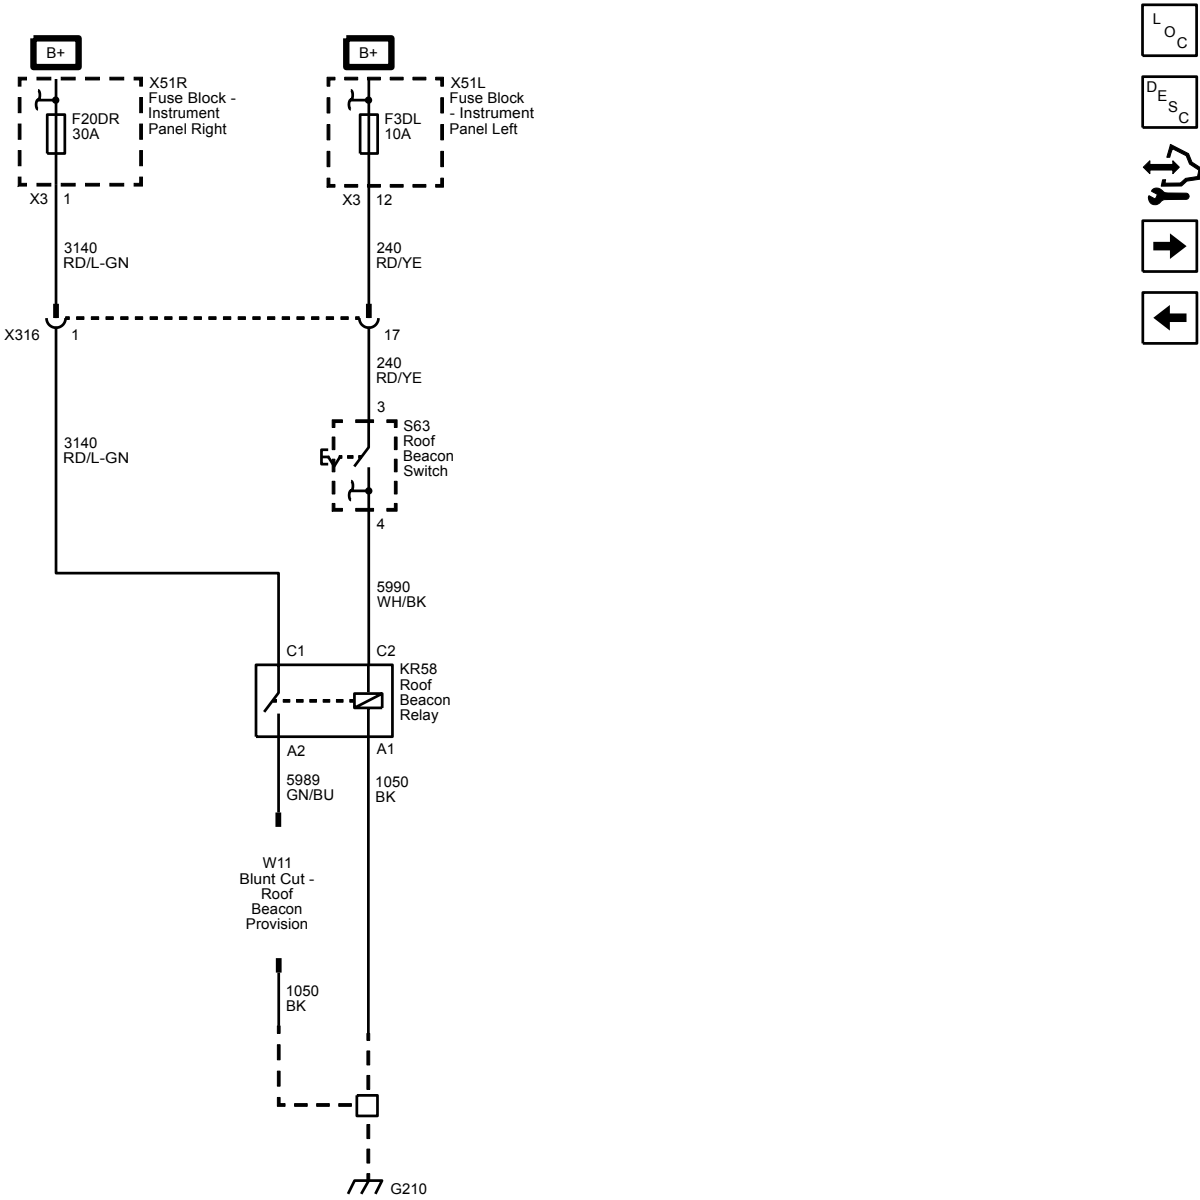 B+
B+
X51R
Fuse Block -
Instrument
Panel Right
F20DR
30A
X51L
Fuse Block
- Instrument
Panel Left
F3DL
10A
X3 1
X3 12
3140
RD/L-GN
240
RD/YE
X316 1
17
240
RD/YE
3
S63
Roof
Beacon
Switch
3140
RD/L-GN
4
5990
WH/BK
C1
C2
KR58
Roof
Beacon
Relay
A2
A1
5989
GN/BU
1050
BK
W11
Blunt Cut -
Roof
Beacon
Provision
1050
BK
G210
LOC
DESC